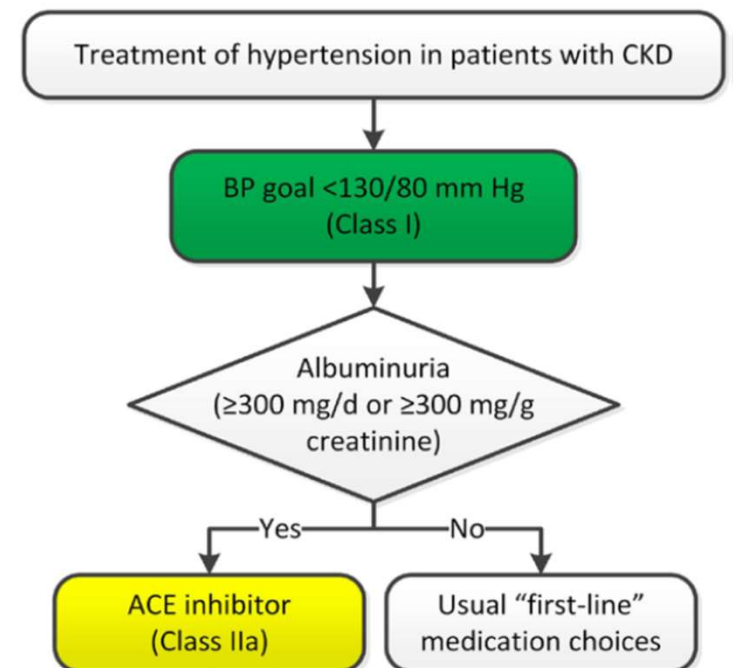 Treatment of hypertension in patients with CKD
BP goal <130/80 mm Hg
(Class I)
Albuminuria
(≥300 mg/d or ≥300 mg/g
creatinine)
Yes
No
ACE inhibitor
(Class IIa)
Usual “first-line”
medication choices